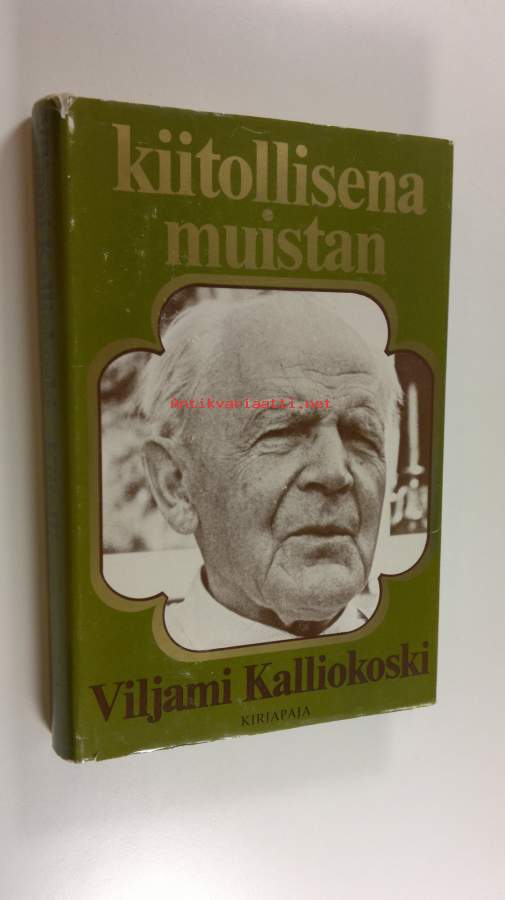 kiitollisena
muistan
Antikvariaatti.net
Viljami Kalliokoski
KIRJAPAJA